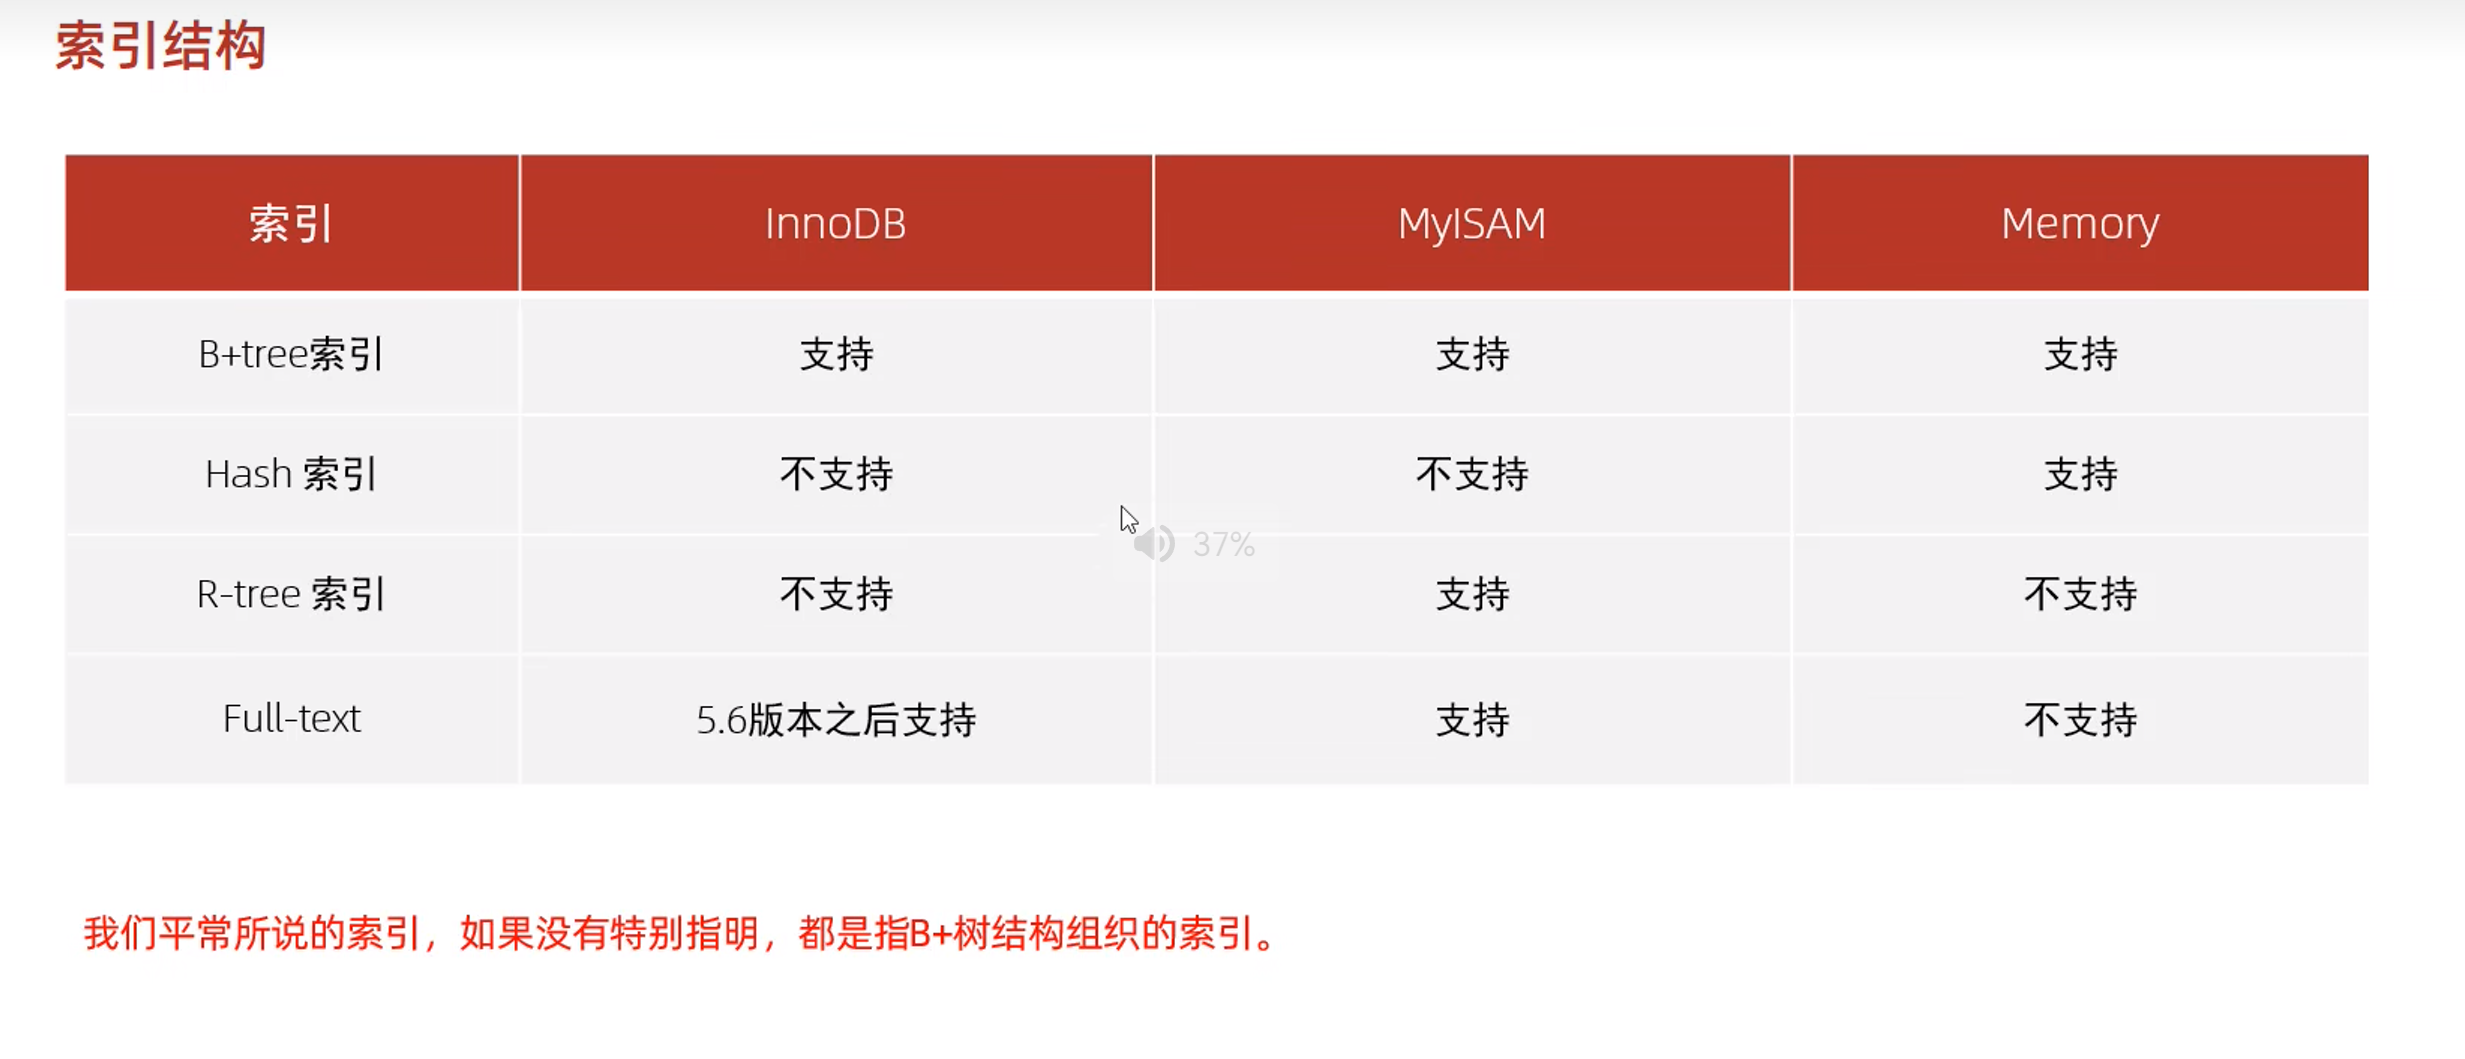 索引结构
索引 InnoDB MyISAM Memory
B+tree索引 支持 支持 支持
Hash 索引 不支持 不支持 支持
37%
R-tree 索引 不支持 支持 不支持
Full-text 5.6版本之后支持 支持 不支持
我们平常所说的索引，如果没有特别指明，都是指B+树结构组织的索引。